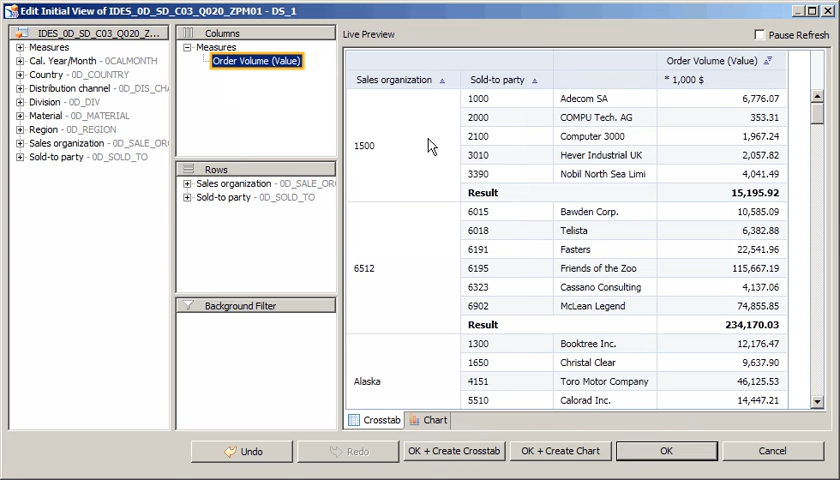 Edit Initial View of IDES_0D_SD_C03_Q020_ZPM01 - DS_1
IDES_0D_SD_C03_Q020_Z...
Measures
Cal. Year/Month - 0CALMONTH
Country - 0D_COUNTRY
Distribution channel - 0D_DIS_CHA
Division - 0D_DIV
Material - 0D_MATERIAL
Region - 0D_REGION
Sales organization - 0D_SALE_OR
Sold-to party - 0D_SOLD_TO
Columns
Measures
Order Volume (Value)
Rows
Sales organization - 0D_SALE_OR
Sold-to party - 0D_SOLD_TO
Background Filter
Live Preview
Pause Refresh
Order Volume (Value)
Sales organization Sold-to party * 1,000 $
1500
1000 Adecom SA 6,776.07
2000 COMPU Tech. AG 353.31
2100 Computer 3000 1,967.24
3010 Hever Industrial UK 2,057.82
3390 Nobil North Sea Limi 4,041.49
Result 15,195.92
6512
6015 Bawden Corp. 10,585.09
6018 Telista 6,382.88
6191 Fasters 22,541.96
6195 Friends of the Zoo 115,667.19
6323 Cassano Consulting 4,137.06
6902 McLean Legend 74,855.85
Result 234,170.03
Alaska
1300 Booktree Inc. 12,176.47
1650 Christal Clear 9,637.90
4151 Toro Motor Company 46,125.53
5510 Calorad Inc. 14,447.21
Crosstab Chart
Undo Redo OK + Create Crosstab OK + Create Chart OK Cancel